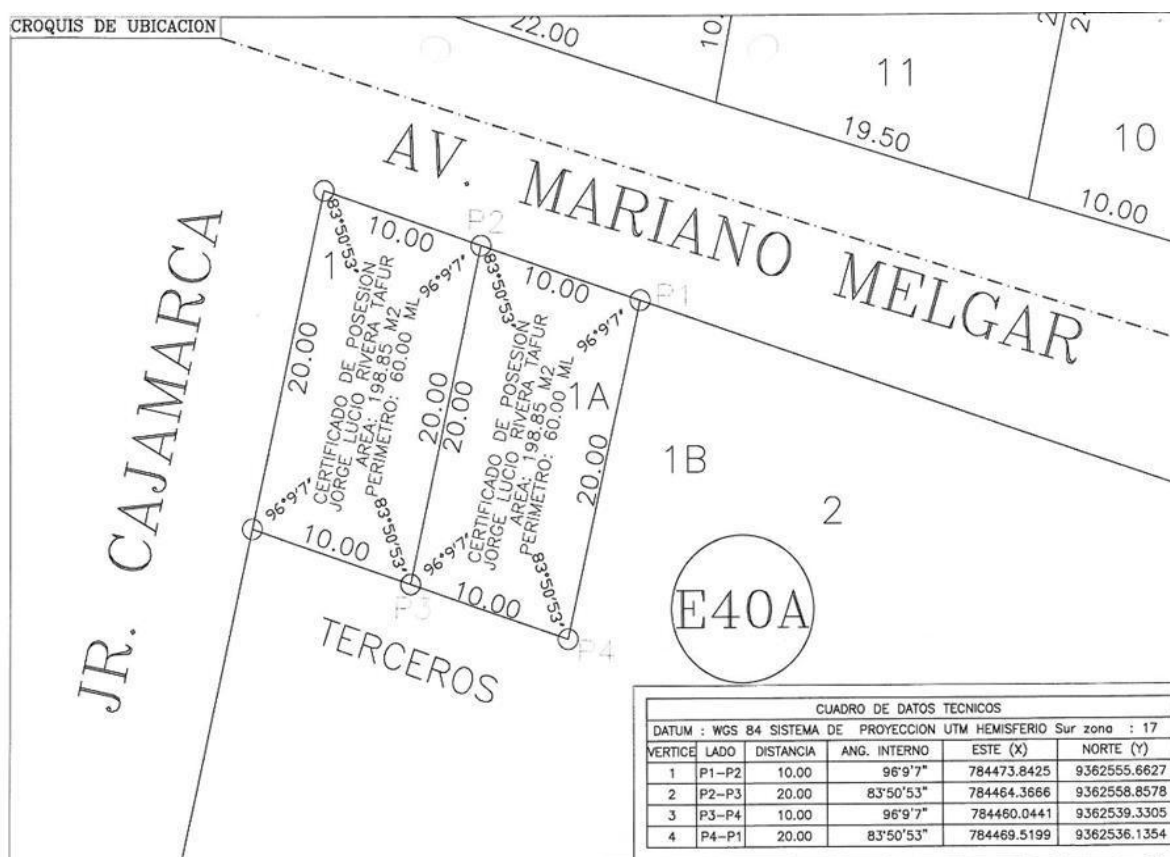 CROQUIS DE UBICACION
22.00
10.
11
19.50
10
10.00
AV. MARIANO MELGAR
JR. CAJAMARCA
83°50'53"
10.00
P2
1
96°9'7"
CERTIFICADO DE POSESION
JORGE LUCIO RIVERA TAFUR
AREA: 198.85 M2
PERIMETRO: 60.00 ML
20.00
20.00
96°9'7"
83°50'53"
10.00
83°50'53"
10.00
P1
96°9'7"
1A
CERTIFICADO DE POSESION
JORGE LUCIO RIVERA TAFUR
AREA: 198.85 M2
PERIMETRO: 60.00 ML
20.00
20.00
96°9'7"
83°50'53"
P3
10.00
P4
1B
2
E40A
TERCEROS
CUADRO DE DATOS TECNICOS
DATUM : WGS 84 SISTEMA DE PROYECCION UTM HEMISFERIO Sur zona : 17
VERTICE LADO DISTANCIA ANG. INTERNO ESTE (X) NORTE (Y)
1 P1-P2 10.00 96°9'7" 784473.8425 9362555.6627
2 P2-P3 20.00 83°50'53" 784464.3666 9362558.8578
3 P3-P4 10.00 96°9'7" 784460.0441 9362539.3305
4 P4-P1 20.00 83°50'53" 784469.5199 9362536.1354